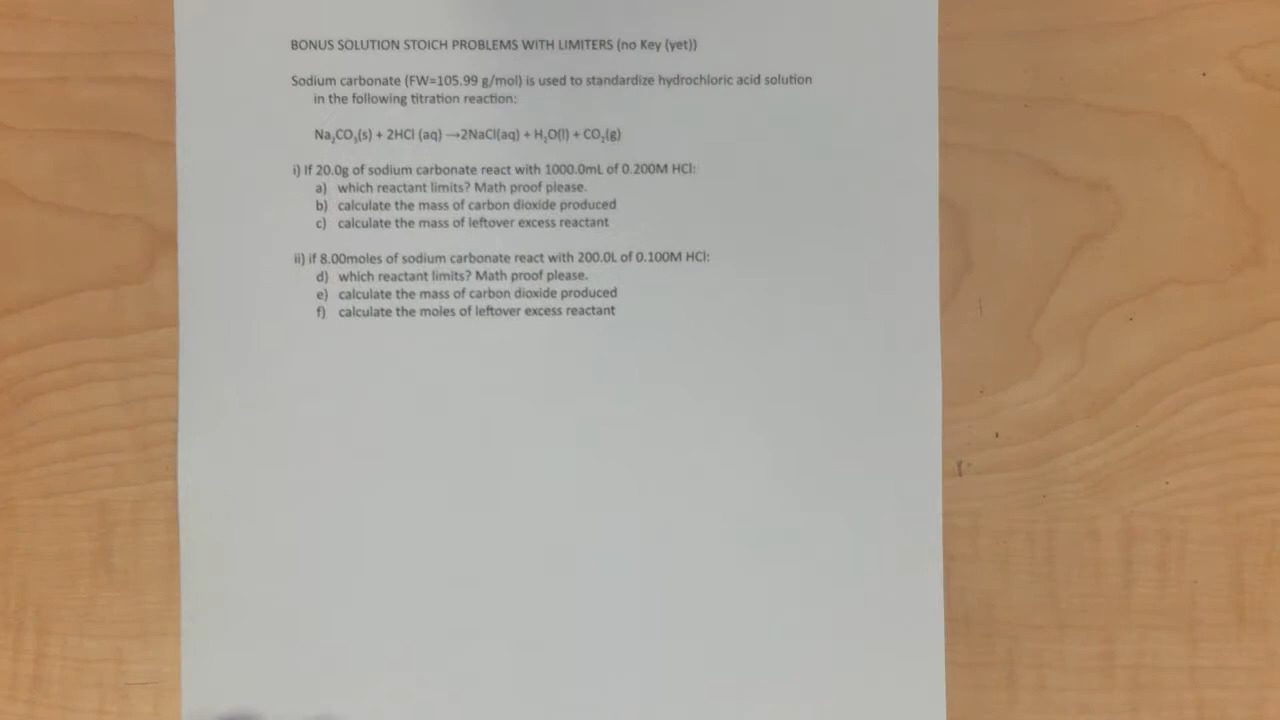 BONUS SOLUTION STOICH PROBLEMS WITH LIMITERS (no Key (yet))
Sodium carbonate (FW=105.99 g/mol) is used to standardize hydrochloric acid solution
in the following titration reaction:
Na₂CO₃(s) + 2HCl (aq) →2NaCl(aq) + H₂O(l) + CO₂(g)
i) If 20.0g of sodium carbonate react with 1000.0mL of 0.200M HCl:
a) which reactant limits? Math proof please.
b) calculate the mass of carbon dioxide produced
c) calculate the mass of leftover excess reactant
ii) if 8.00moles of sodium carbonate react with 200.0L of 0.100M HCl:
d) which reactant limits? Math proof please.
e) calculate the mass of carbon dioxide produced
f) calculate the moles of leftover excess reactant